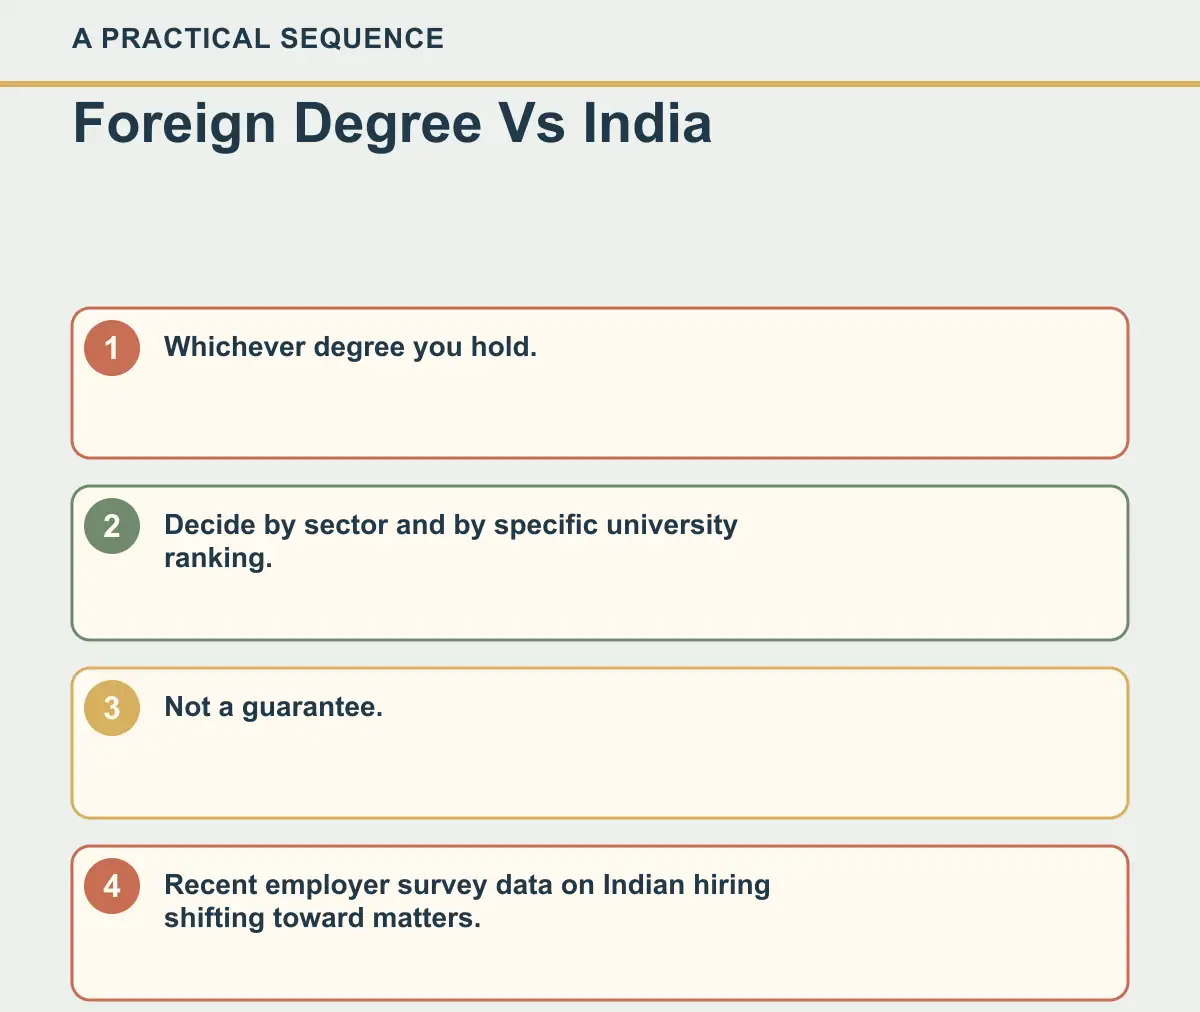 A PRACTICAL SEQUENCE
Foreign Degree Vs India
1
Whichever degree you hold.
2
Decide by sector and by specific university
ranking.
3
Not a guarantee.
4
Recent employer survey data on Indian hiring
shifting toward matters.